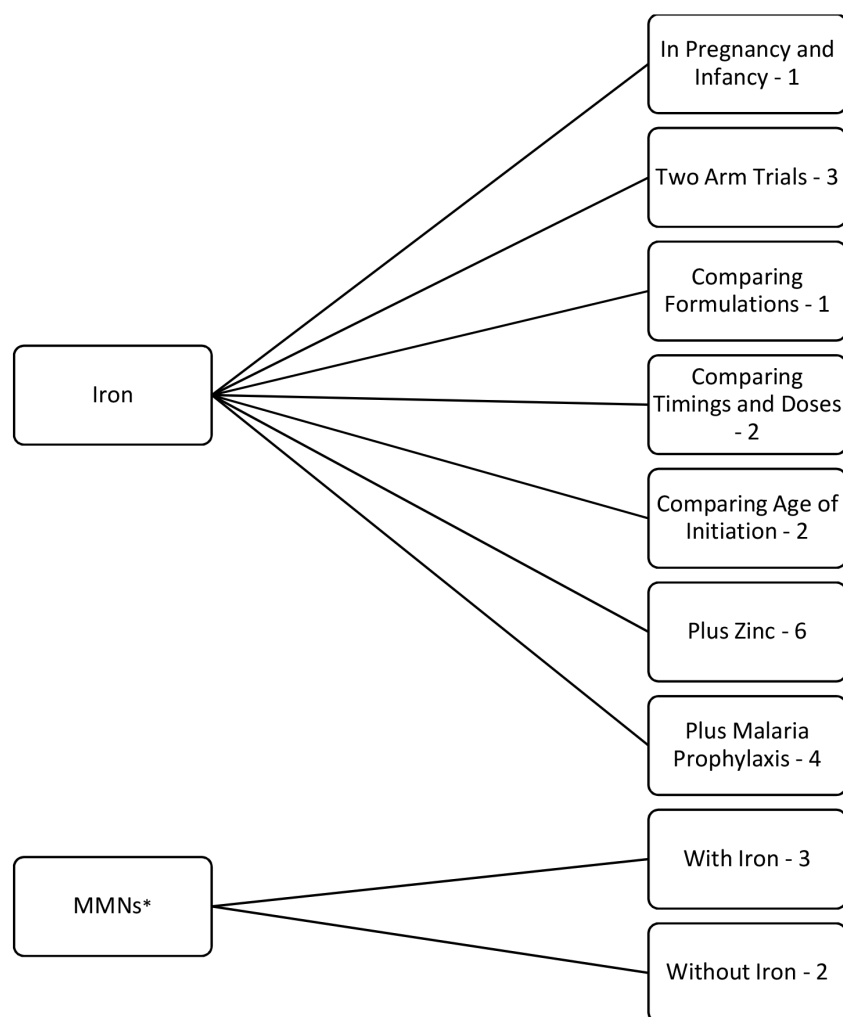 In Pregnancy and
Infancy - 1
Two Arm Trials - 3
Comparing
Formulations - 1
Iron
Comparing
Timings and Doses
- 2
Comparing Age of
Initiation - 2
Plus Zinc - 6
Plus Malaria
Prophylaxis - 4
With Iron - 3
MMNs*
Without Iron - 2